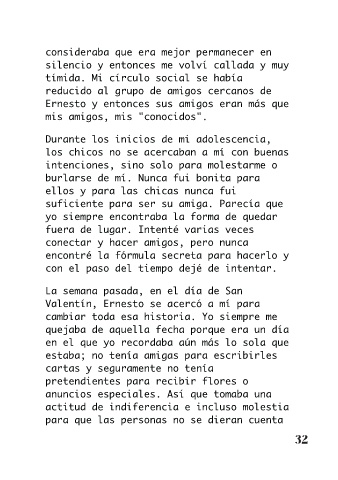 consideraba que era mejor permanecer en
silencio y entonces me volví callada y muy
timida. Mi círculo social se había
reducido al grupo de amigos cercanos de
Ernesto y entonces sus amigos eran más que
mis amigos, mis "conocidos".
Durante los inicios de mi adolescencia,
los chicos no se acercaban a mí con buenas
intenciones, sino solo para molestarme o
burlarse de mí. Nunca fui bonita para
ellos y para las chicas nunca fui
suficiente para ser su amiga. Parecía que
yo siempre encontraba la forma de quedar
fuera de lugar. Intenté varias veces
conectar y hacer amigos, pero nunca
encontré la fórmula secreta para hacerlo y
con el paso del tiempo dejé de intentar.
La semana pasada, en el día de San
Valentín, Ernesto se acercó a mí para
cambiar toda esa historia. Yo siempre me
quejaba de aquella fecha porque era un día
en el que yo recordaba aún más lo sola que
estaba; no tenía amigas para escribirles
cartas y seguramente no tenía
pretendientes para recibir flores o
anuncios especiales. Así que tomaba una
actitud de indiferencia e incluso molestia
para que las personas no se dieran cuenta
32